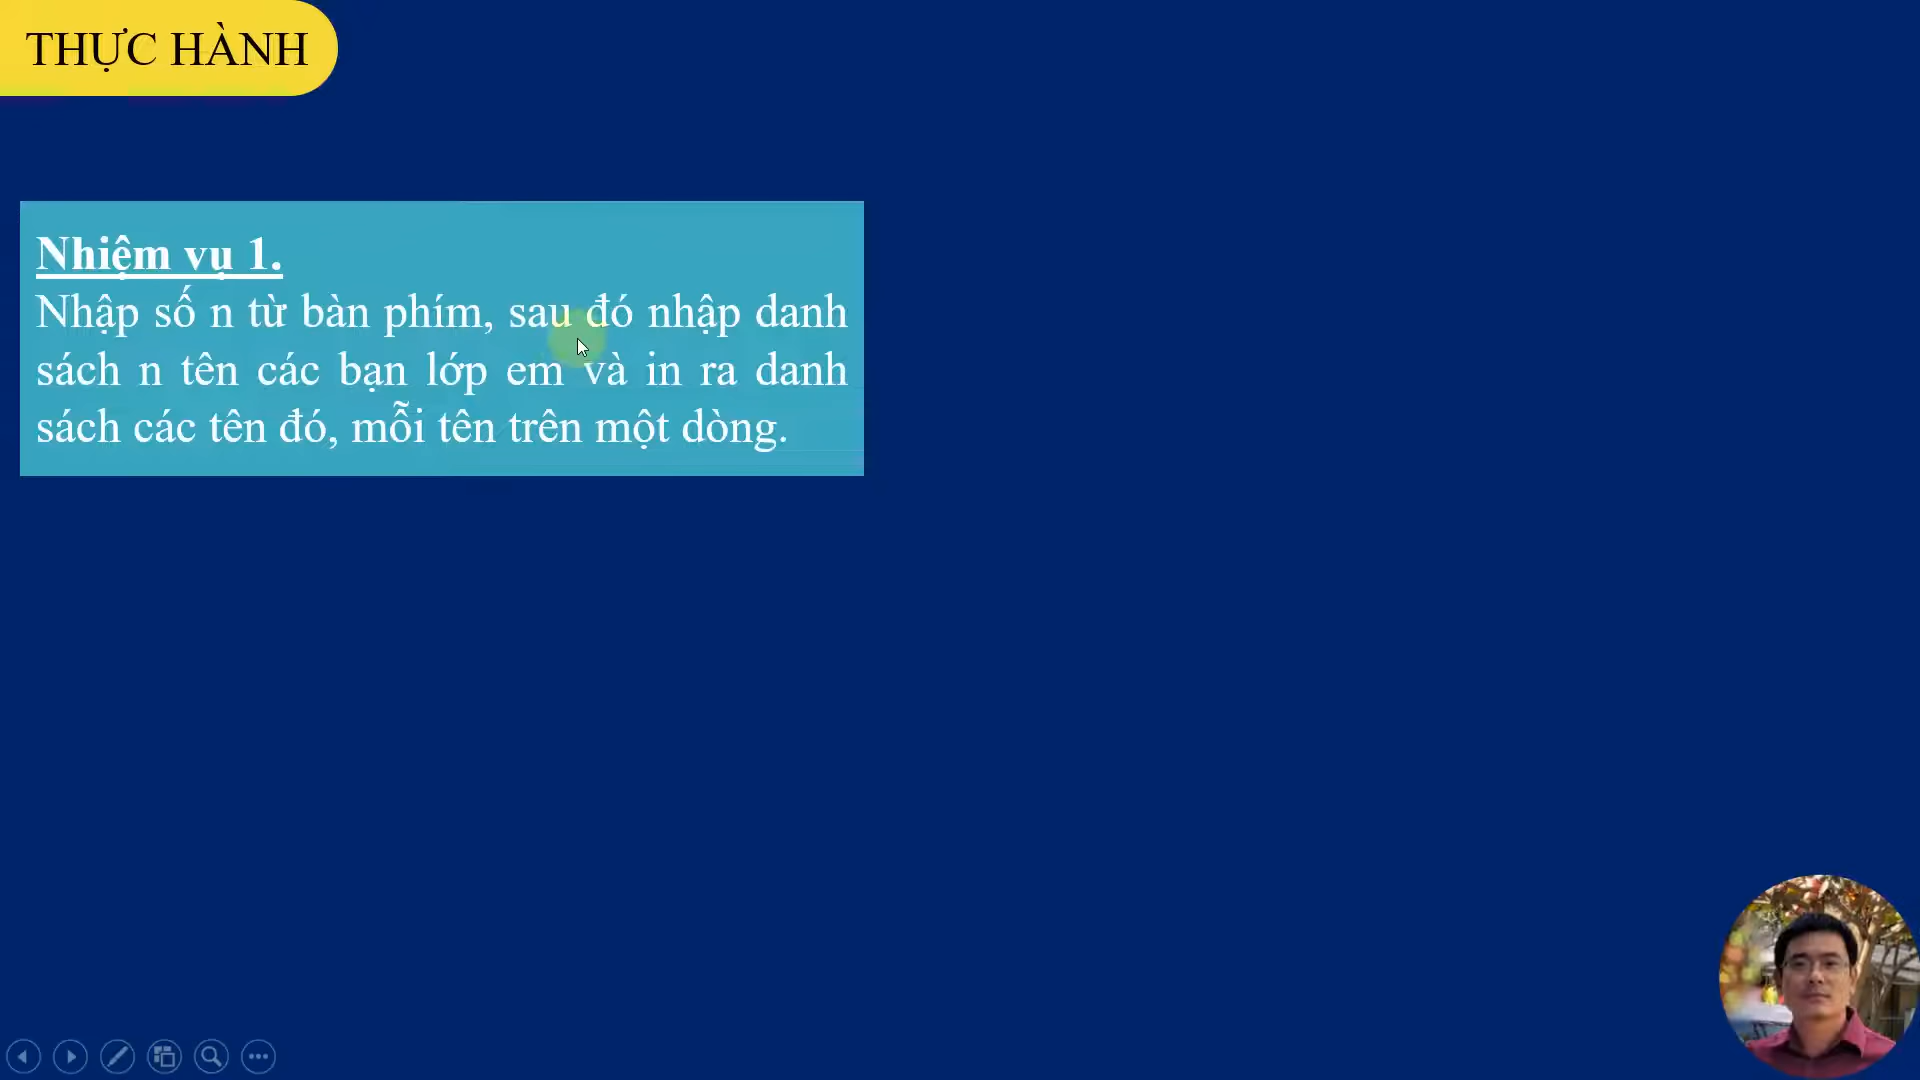 THỰC HÀNH
Nhiệm vụ 1.
Nhập số n từ bàn phím, sau đó nhập danh
sách n tên các bạn lớp em và in ra danh
sách các tên đó, mỗi tên trên một dòng.